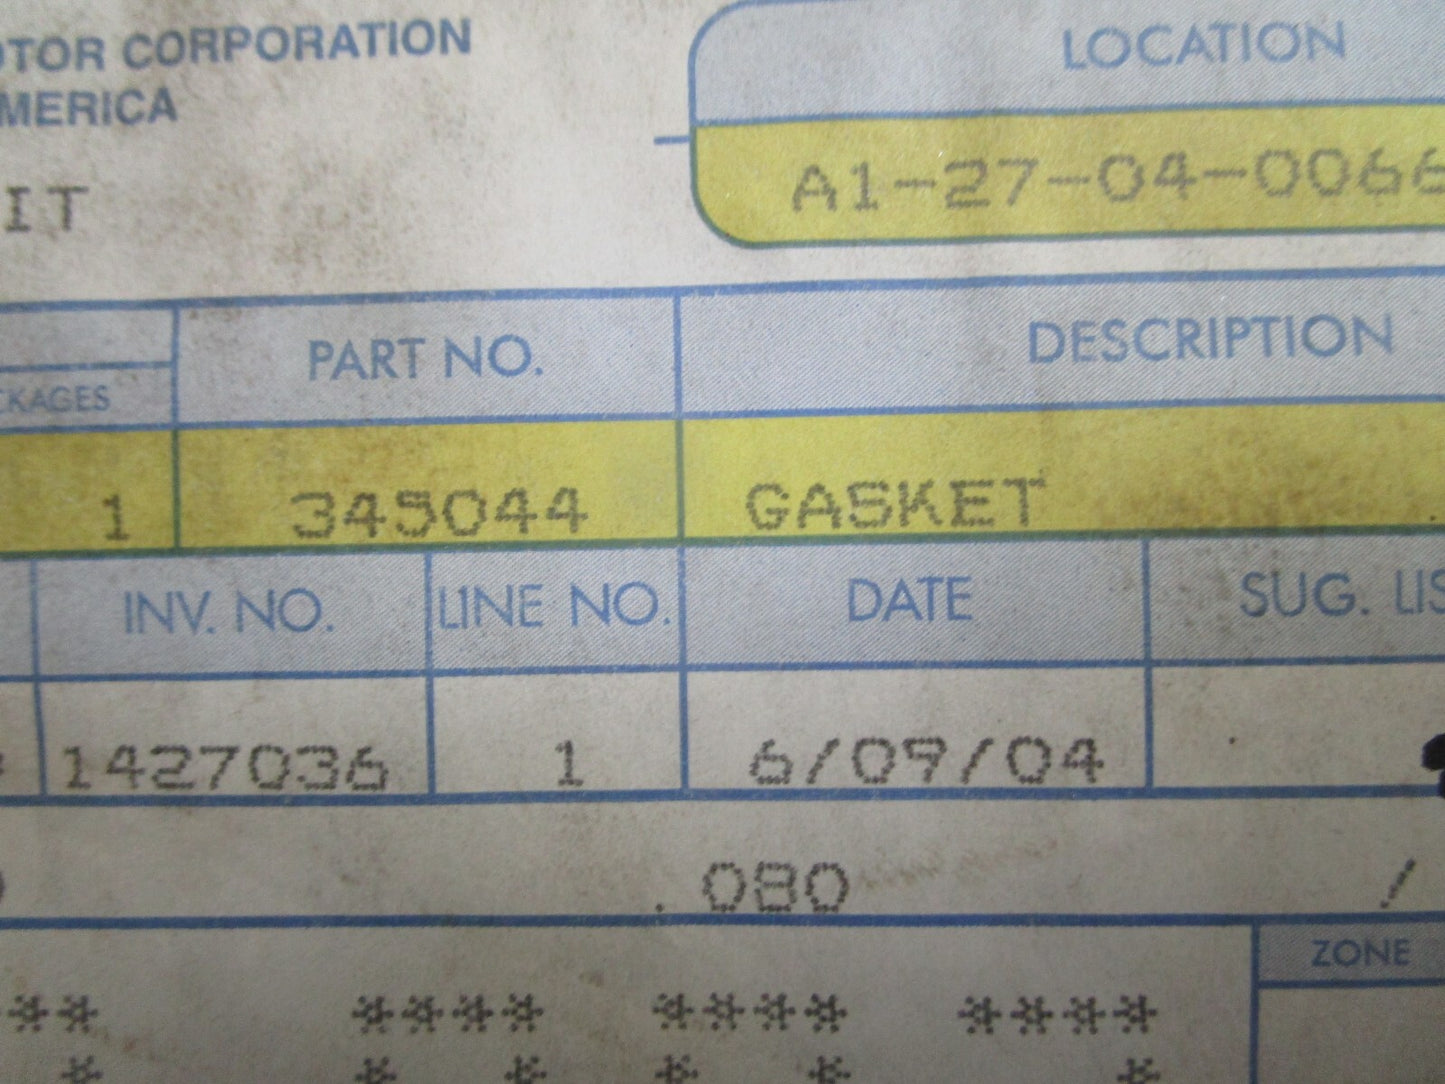 OTOR CORPORATION
MERICA
LOCATION
A1-27-04-0066
IT
PART NO.
DESCRIPTION
CKAGES
1
345044
GASKET
INV. NO.
LINE NO.
DATE
SUG. LIS
1427036
1
6/09/04
.
.080
/
ZONE
** **** **** ****
* * * * * *